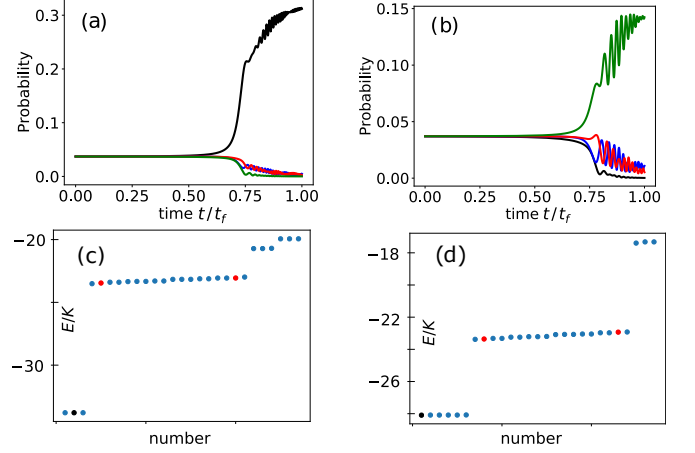 (a)
Probability
0.3
0.2
0.1
0.0
0.00 0.25 0.50 0.75 1.00
time t/t_f
(b)
Probability
0.15
0.10
0.05
0.00
0.00 0.25 0.50 0.75 1.00
time t/t_f
(c)
E/K
−20
−30
number
(d)
E/K
−18
−22
−26
number